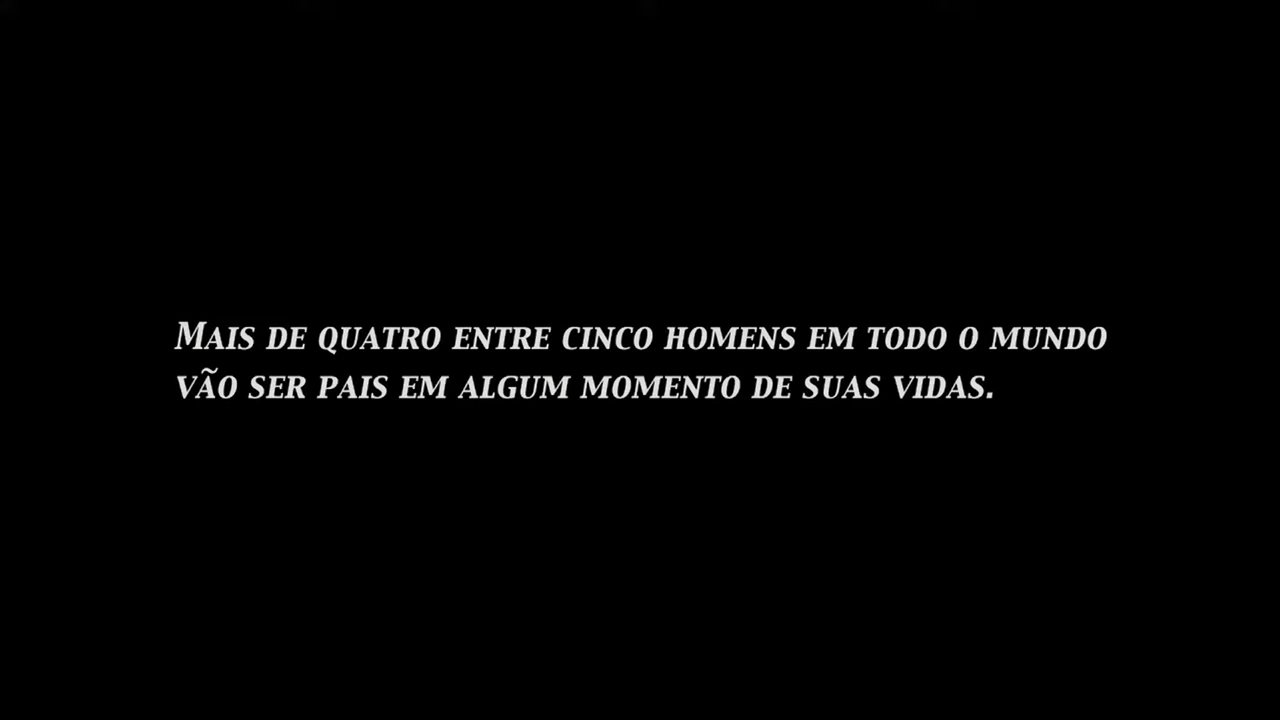 Mais de quatro entre cinco homens em todo o mundo
vão ser pais em algum momento de suas vidas.